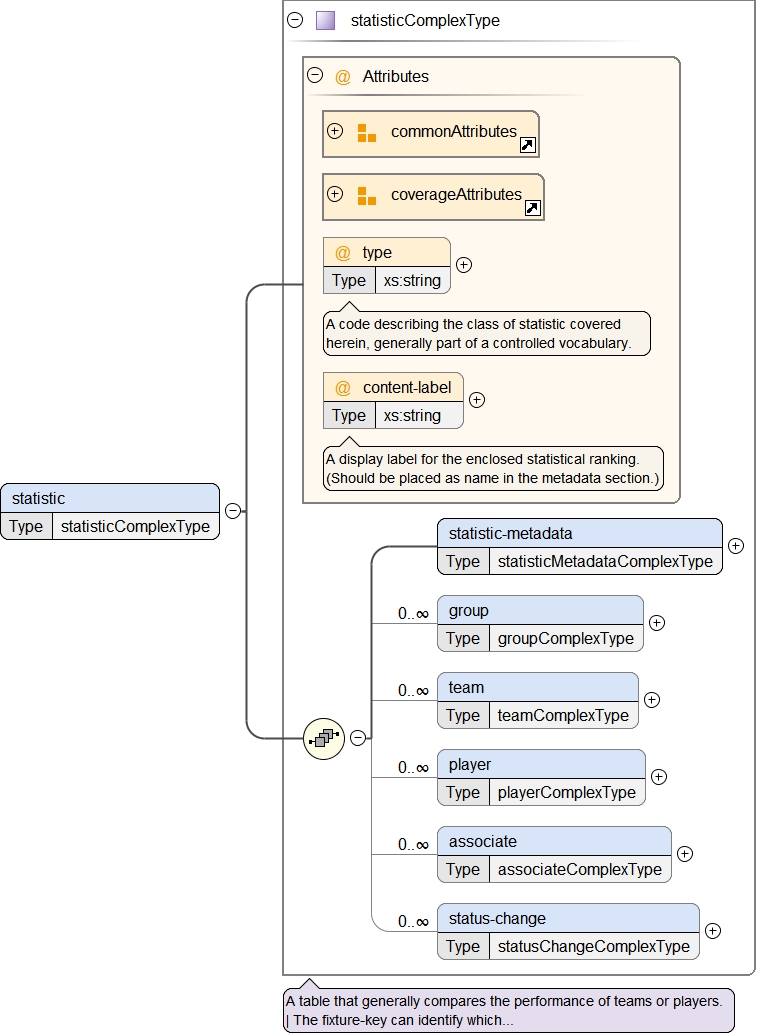 statisticComplexType
@ Attributes
commonAttributes
coverageAttributes
@ type
Type xs:string
A code describing the class of statistic covered
herein, generally part of a controlled vocabulary.
@ content-label
Type xs:string
A display label for the enclosed statistical ranking.
(Should be placed as name in the metadata section.)
statistic
Type statisticComplexType
statistic-metadata
Type statisticMetadataComplexType
0..∞
group
Type groupComplexType
0..∞
team
Type teamComplexType
0..∞
player
Type playerComplexType
0..∞
associate
Type associateComplexType
0..∞
status-change
Type statusChangeComplexType
A table that generally compares the performance of teams or players.
| The fixture-key can identify which...